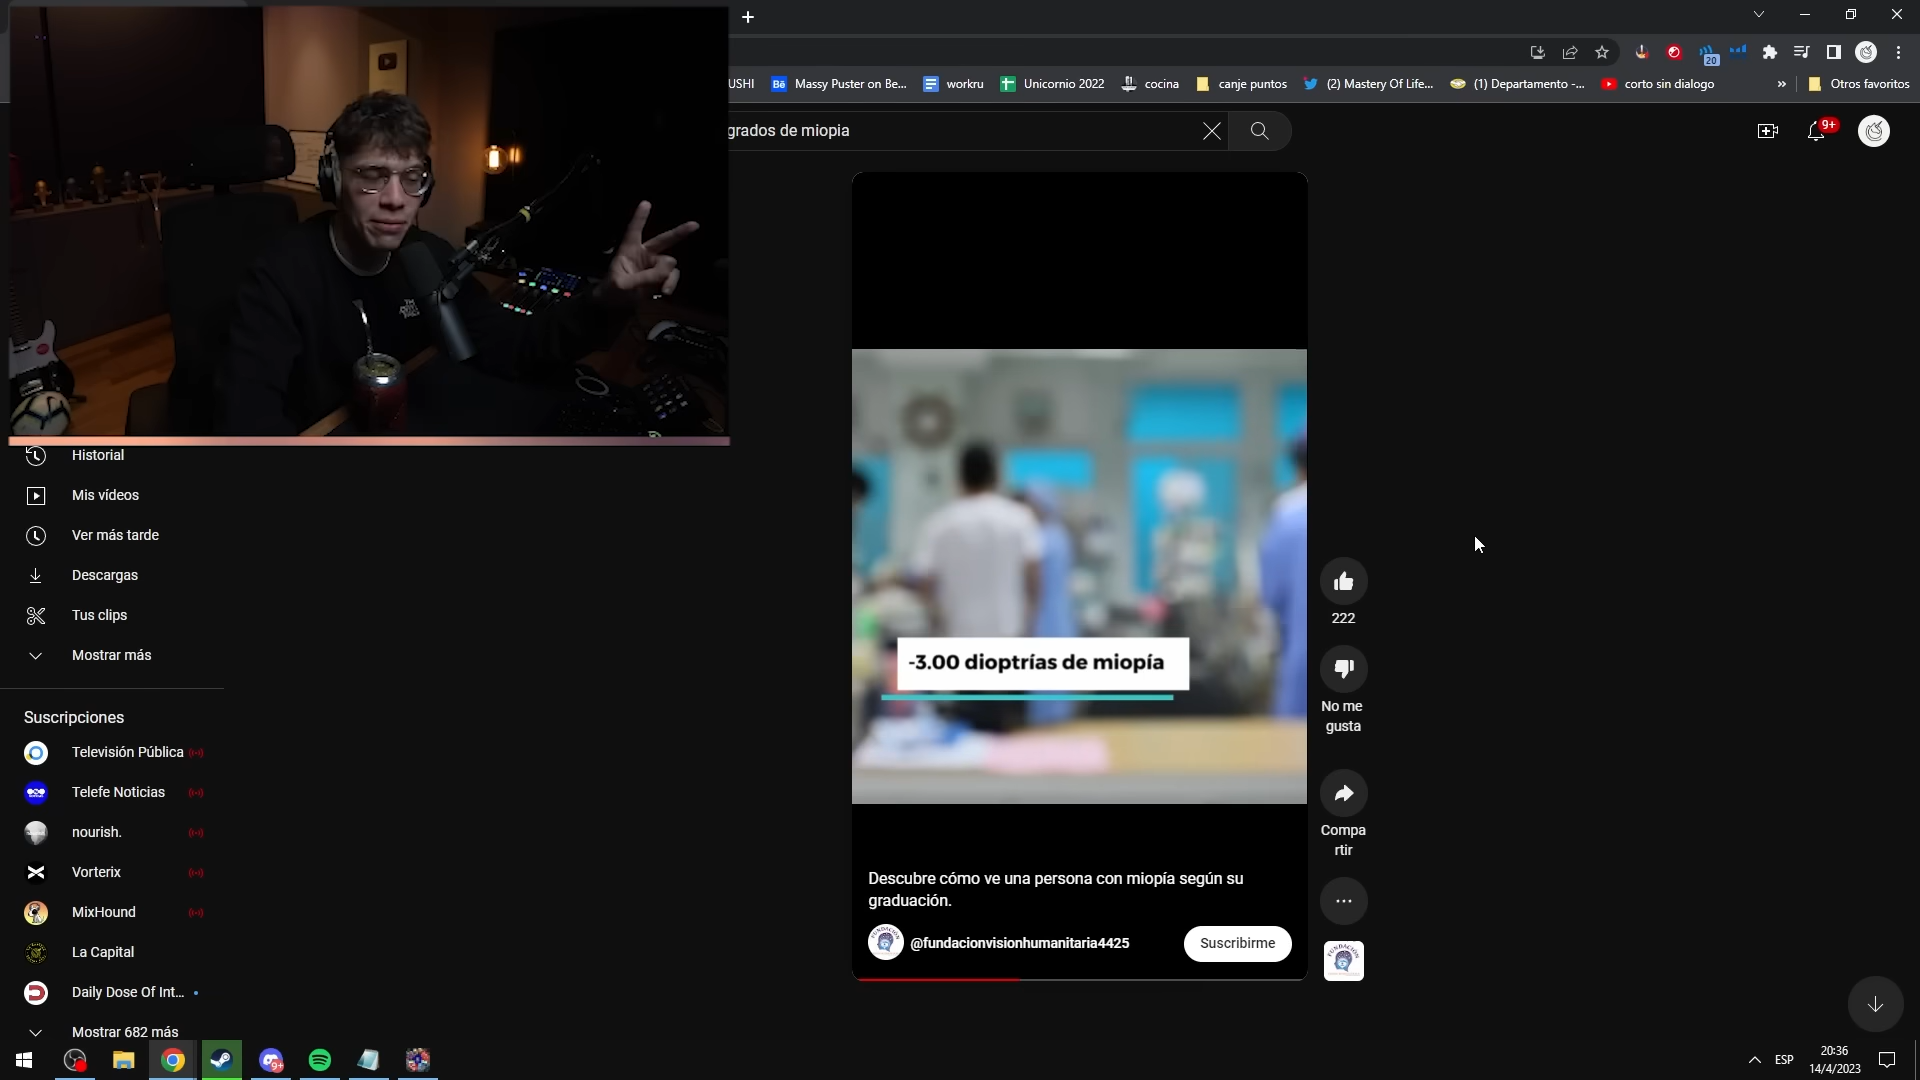 USHI
Massy Puster on Be...
workru
Unicornio 2022
cocina
canje puntos
(2) Mastery Of Life...
(1) Departamento -...
corto sin dialogo
»
Otros favoritos
20
grados de miopia
9+
Historial
Mis vídeos
Ver más tarde
Descargas
Tus clips
Mostrar más
Suscripciones
Televisión Pública
Telefe Noticias
nourish.
Vorterix
MixHound
La Capital
Daily Dose Of Int...
Mostrar 682 más
-3.00 dioptrías de miopía
Descubre cómo ve una persona con miopía según su
graduación.
@fundacionvisionhumanitaria4425
Suscribirme
222
No me
gusta
Compa
rtir
9+
ESP
20:36
14/4/2023